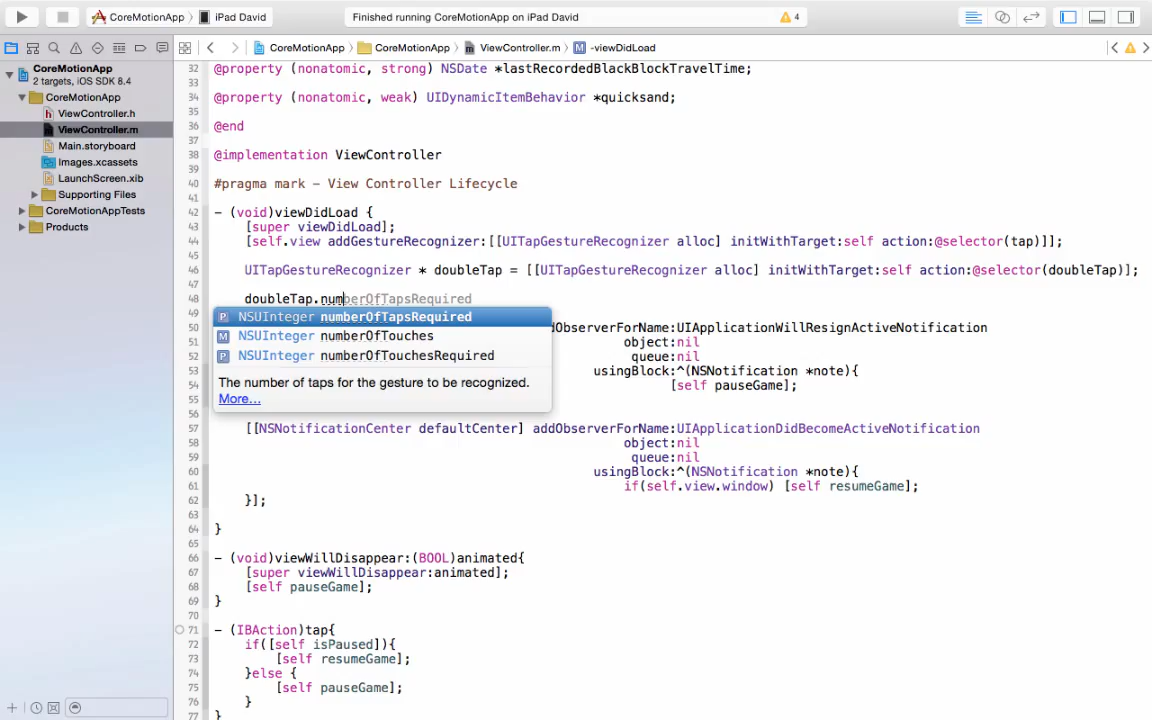 CoreMotionApp
iPad David
Finished running CoreMotionApp on iPad David
4
CoreMotionApp
CoreMotionApp
ViewController.m
M
-viewDidLoad
CoreMotionApp
2 targets, iOS SDK 8.4
CoreMotionApp
ViewController.h
ViewController.m
Main.storyboard
Images.xcassets
LaunchScreen.xib
Supporting Files
CoreMotionAppTests
Products
32 @property (nonatomic, strong) NSDate *lastRecordedBlackBlockTravelTime;
33
34 @property (nonatomic, weak) UIDynamicItemBehavior *quicksand;
35
36 @end
37
38 @implementation ViewController
39
40 #pragma mark - View Controller Lifecycle
41
42 - (void)viewDidLoad {
43 [super viewDidLoad];
44 [self.view addGestureRecognizer:[[UITapGestureRecognizer alloc] initWithTarget:self action:@selector(tap)]];
45
46 UITapGestureRecognizer * doubleTap = [[UITapGestureRecognizer alloc] initWithTarget:self action:@selector(doubleTap)];
47
48 doubleTap.numberOfTapsRequired
P NSUInteger numberOfTapsRequired
M NSUInteger numberOfTouches
P NSUInteger numberOfTouchesRequired
The number of taps for the gesture to be recognized.
More...
49
50 dObserverForName:UIApplicationWillResignActiveNotification
51 object:nil
52 queue:nil
53 usingBlock:^(NSNotification *note){
54 [self pauseGame];
55
56
57 [[NSNotificationCenter defaultCenter] addObserverForName:UIApplicationDidBecomeActiveNotification
58 object:nil
59 queue:nil
60 usingBlock:^(NSNotification *note){
61 if(self.view.window) [self resumeGame];
62 }];
63
64 }
65
66 - (void)viewWillDisappear:(BOOL)animated{
67 [super viewWillDisappear:animated];
68 [self pauseGame];
69 }
70
71 - (IBAction)tap{
72 if([self isPaused]){
73 [self resumeGame];
74 }else {
75 [self pauseGame];
76 }
77 }